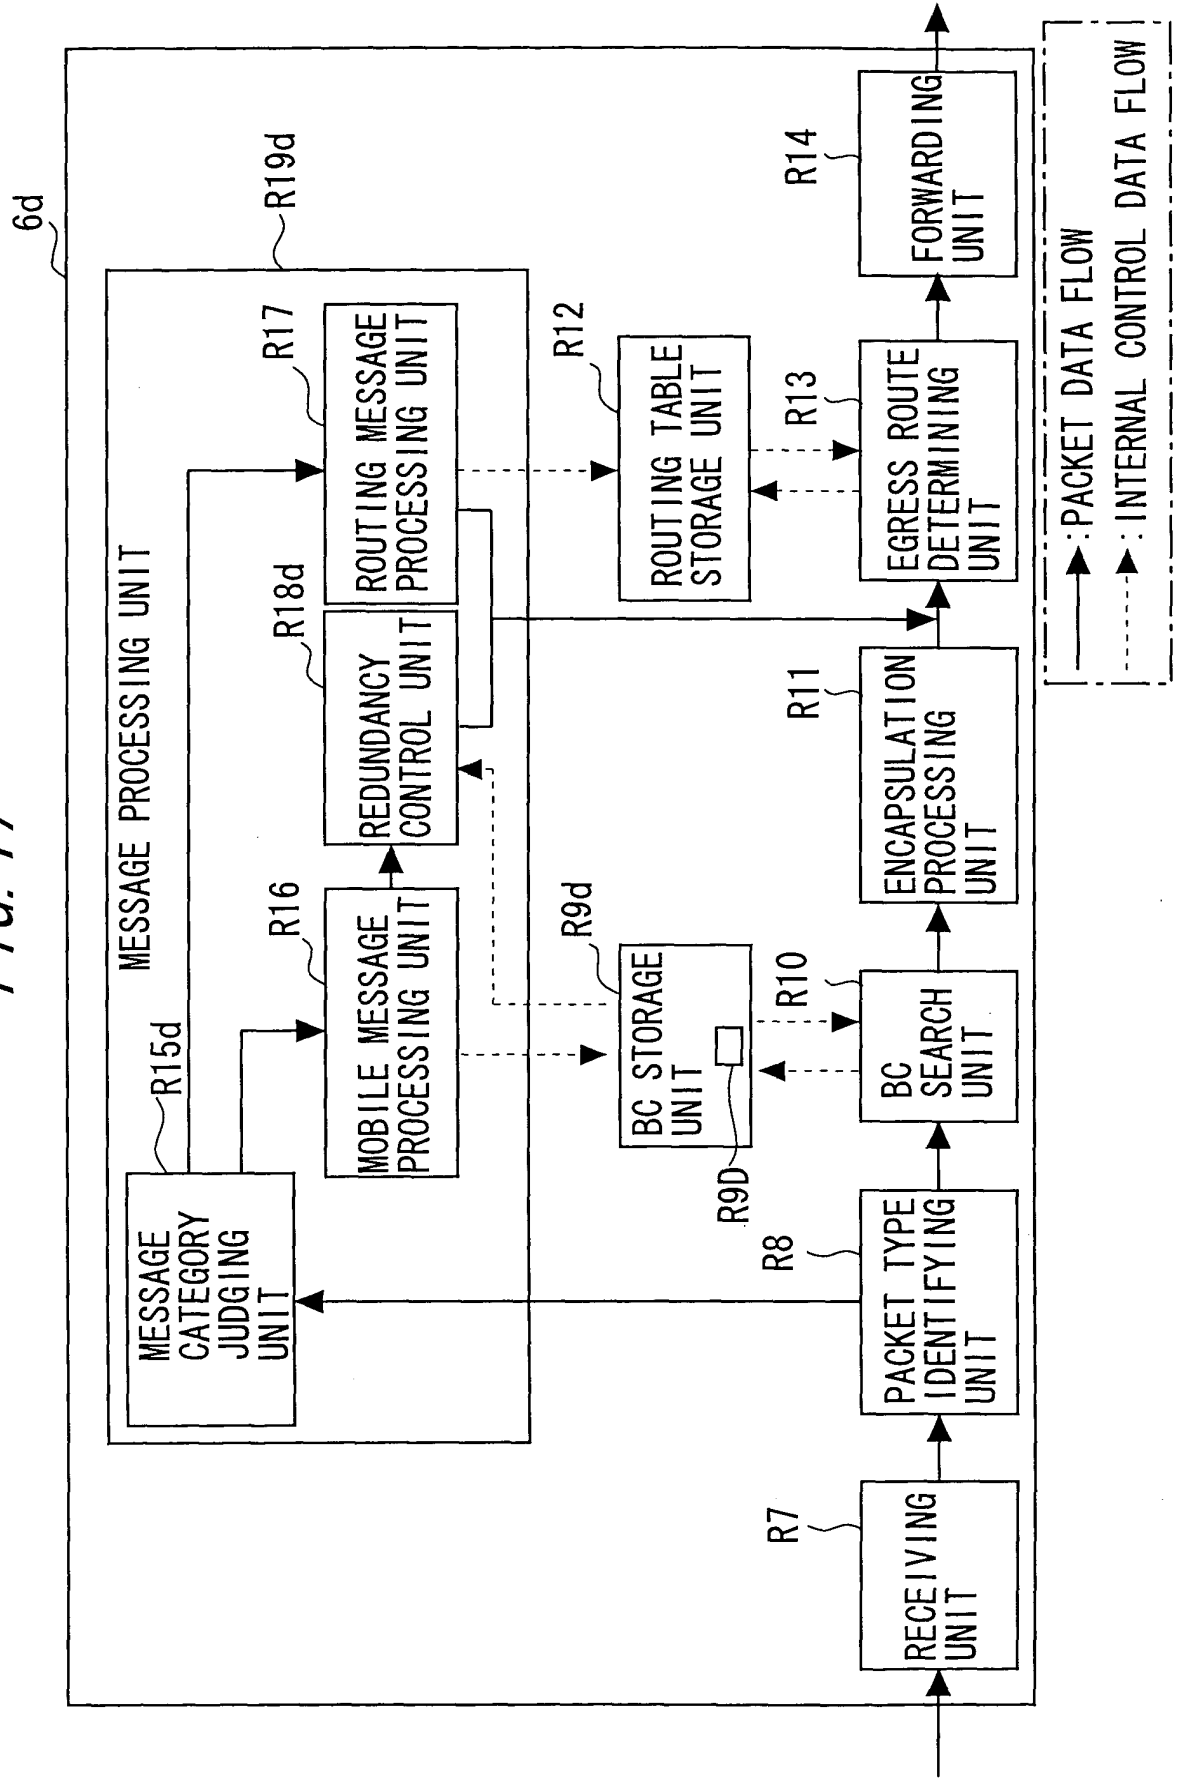 6d
MESSAGE PROCESSING UNIT
R19d
R15d
MESSAGE
CATEGORY
JUDGING
UNIT
R16
MOBILE MESSAGE
PROCESSING UNIT
R18d
REDUNDANCY
CONTROL UNIT
R17
ROUTING MESSAGE
PROCESSING UNIT
R9d
BC STORAGE
UNIT
R9D
R12
ROUTING TABLE
STORAGE UNIT
R7
RECEIVING
UNIT
R8
PACKET TYPE
IDENTIFYING
UNIT
R10
BC
SEARCH
UNIT
R11
ENCAPSULATION
PROCESSING
UNIT
R13
EGRESS ROUTE
DETERMINING
UNIT
R14
FORWARDING
UNIT
:PACKET DATA FLOW
:INTERNAL CONTROL DATA FLOW